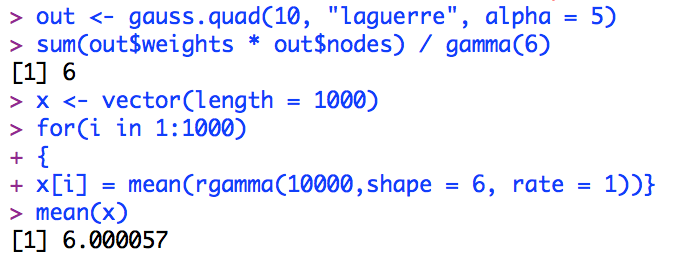 > out <- gauss.quad(10, "laguerre", alpha = 5)
> sum(out$weights * out$nodes) / gamma(6)
[1] 6
> x <- vector(length = 1000)
> for(i in 1:1000)
+ {
+ x[i] = mean(rgamma(10000,shape = 6, rate = 1))}
> mean(x)
[1] 6.000057